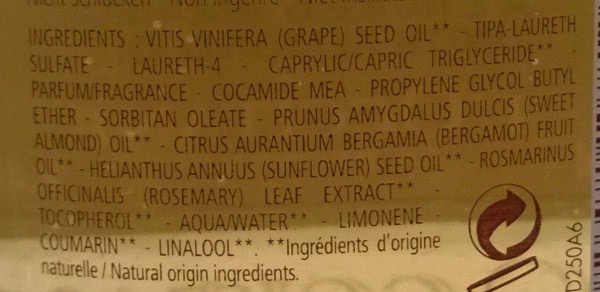 INGREDIENTS : VITIS VINIFERA (GRAPE) SEED OIL** - TIPA-LAURETH
SULFATE - LAURETH-4 - CAPRYLIC/CAPRIC TRIGLYCERIDE** -
PARFUM/FRAGRANCE - COCAMIDE MEA - PROPYLENE GLYCOL BUTYL
ETHER - SORBITAN OLEATE - PRUNUS AMYGDALUS DULCIS (SWEET
ALMOND) OIL** - CITRUS AURANTIUM BERGAMIA (BERGAMOT) FRUIT
OIL** - HELIANTHUS ANNUUS (SUNFLOWER) SEED OIL** - ROSMARINUS
OFFICINALIS (ROSEMARY) LEAF EXTRACT** -
TOCOPHEROL** - AQUA/WATER** - LIMONENE -
COUMARIN** - LINALOOL**. **Ingrédients d'origine
naturelle / Natural origin ingredients.
D250A6